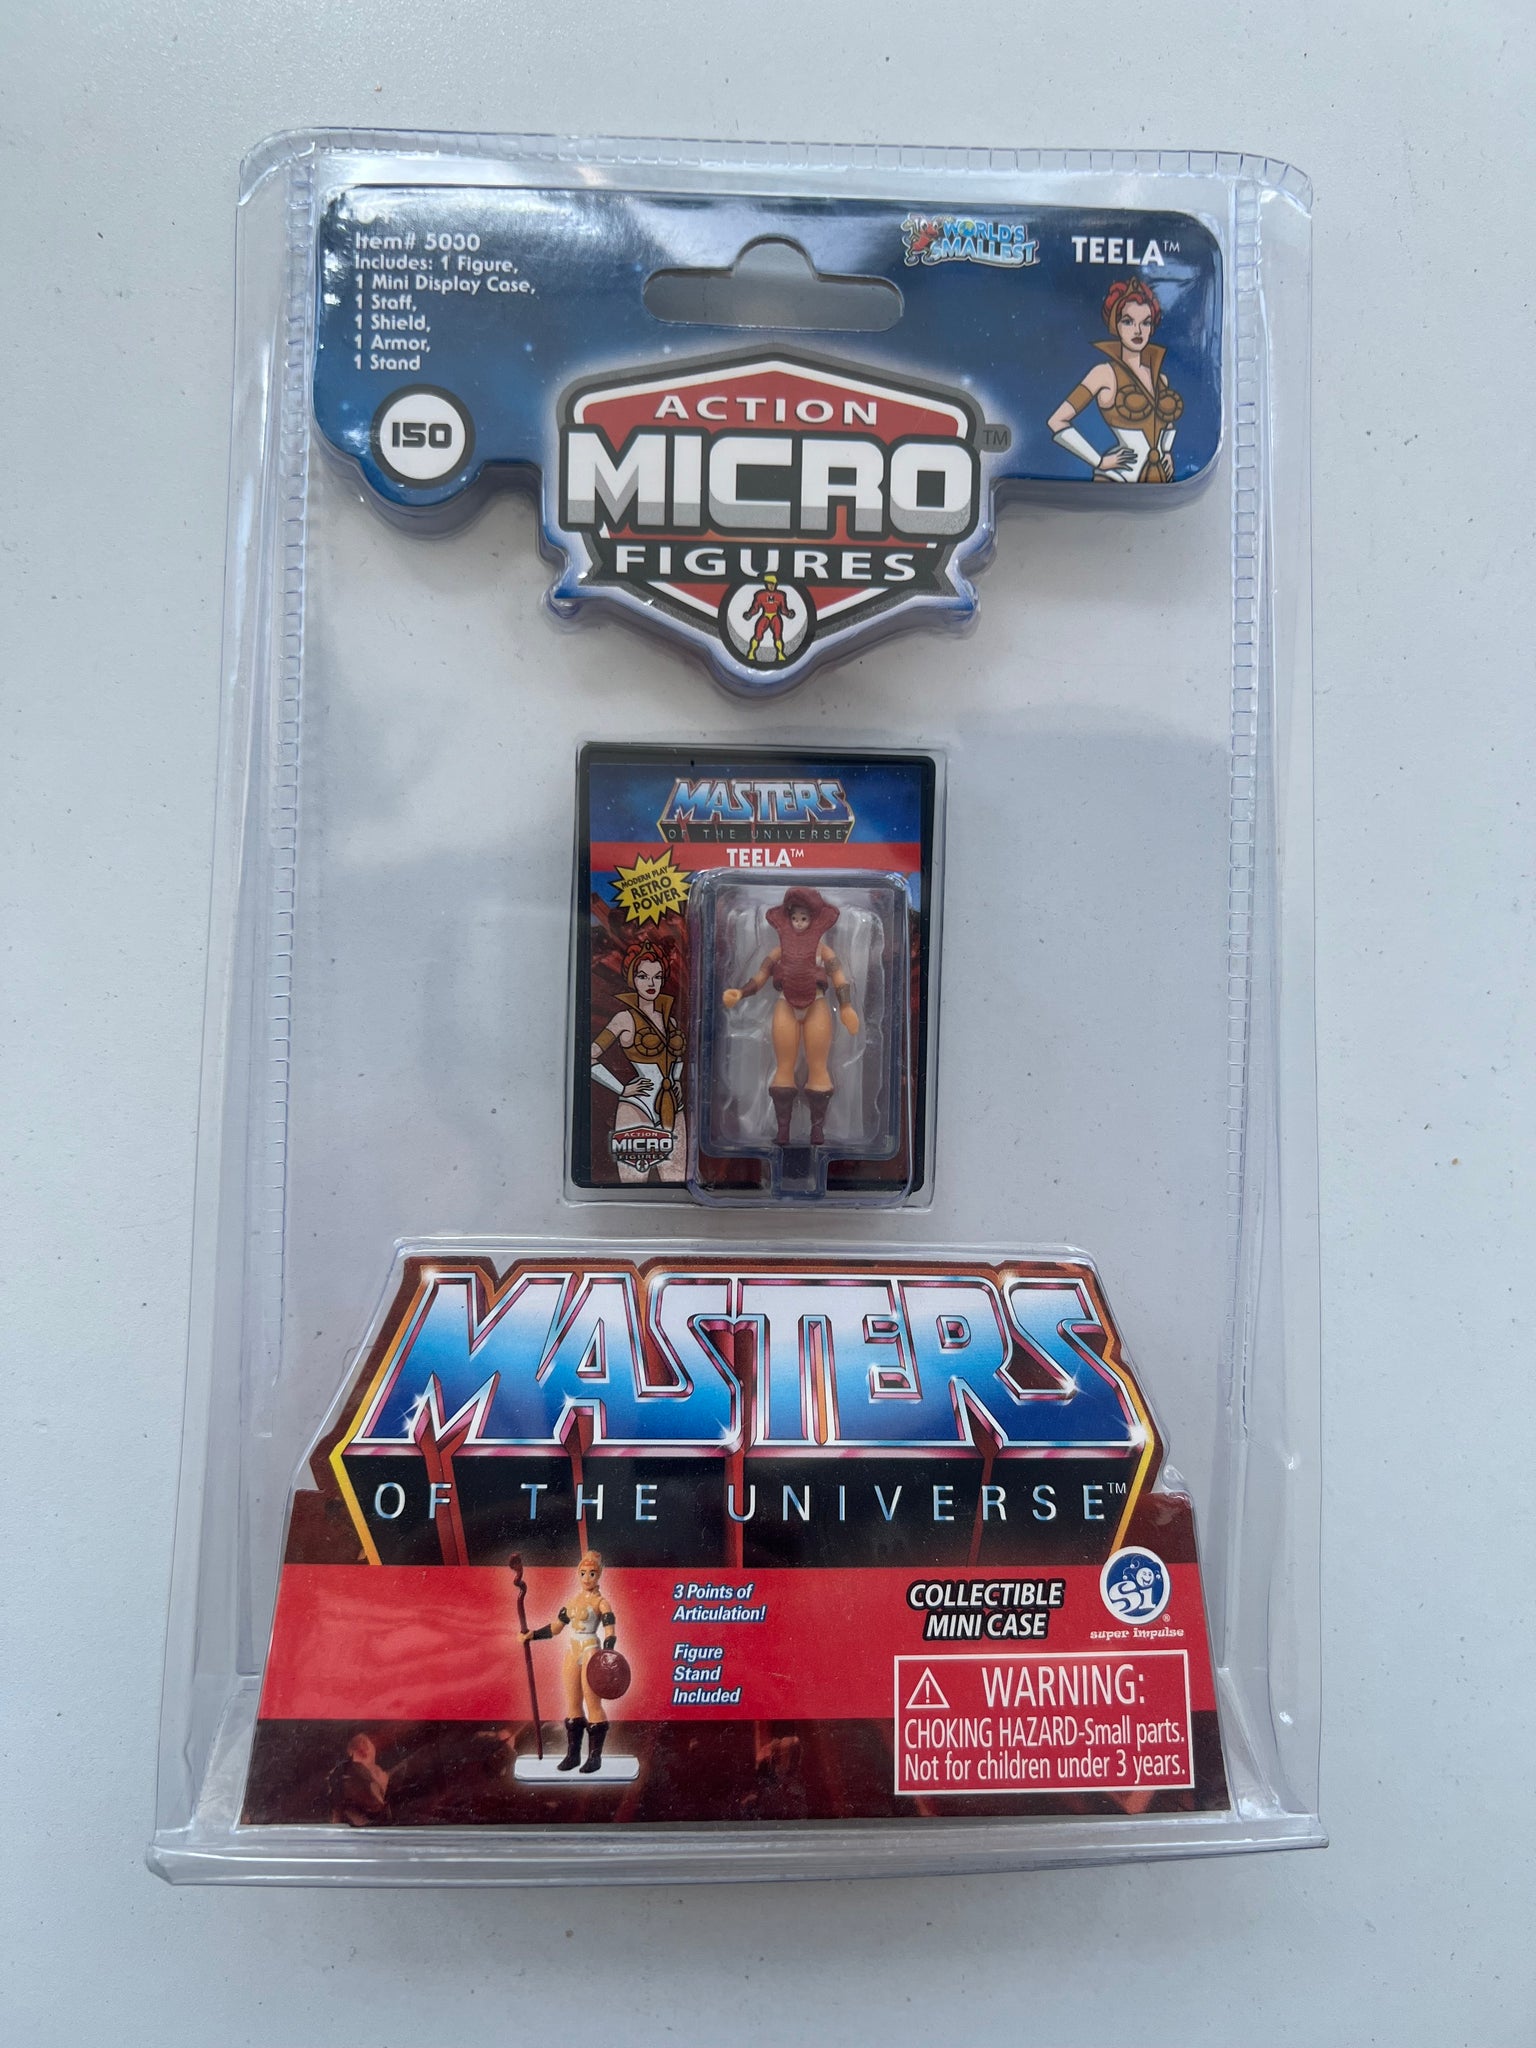 Item# 5030
Includes: 1 Figure,
1 Mini Display Case,
1 Staff,
1 Shield,
1 Armor,
1 Stand
150
WORLD'S
SMALLEST
TEELA™
ACTION
MICRO™
FIGURES
MASTERS
OF THE UNIVERSE™
TEELA™
MODERN PLAY
RETRO
POWER
ACTION
MICRO
FIGURES
MASTERS
OF THE UNIVERSE™
3 Points of
Articulation!
Figure
Stand
Included
COLLECTIBLE
MINI CASE
Si®
super impulse
WARNING:
CHOKING HAZARD-Small parts.
Not for children under 3 years.